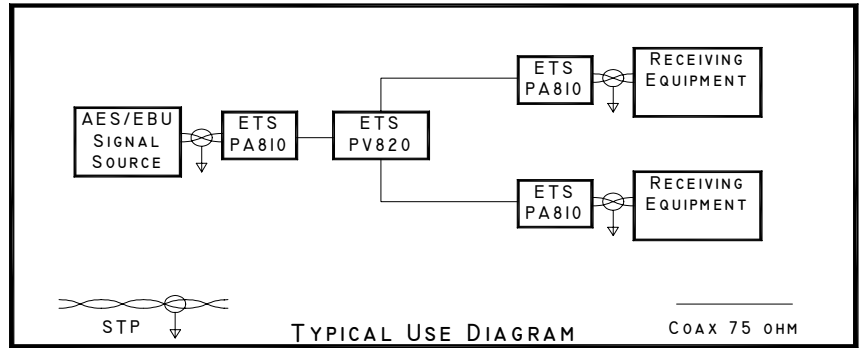 AES/EBU
SIGNAL
SOURCE
ETS
PA810
ETS
PV820
ETS
PA810
RECEIVING
EQUIPMENT
ETS
PA810
RECEIVING
EQUIPMENT
STP
TYPICAL USE DIAGRAM
COAX 75 OHM